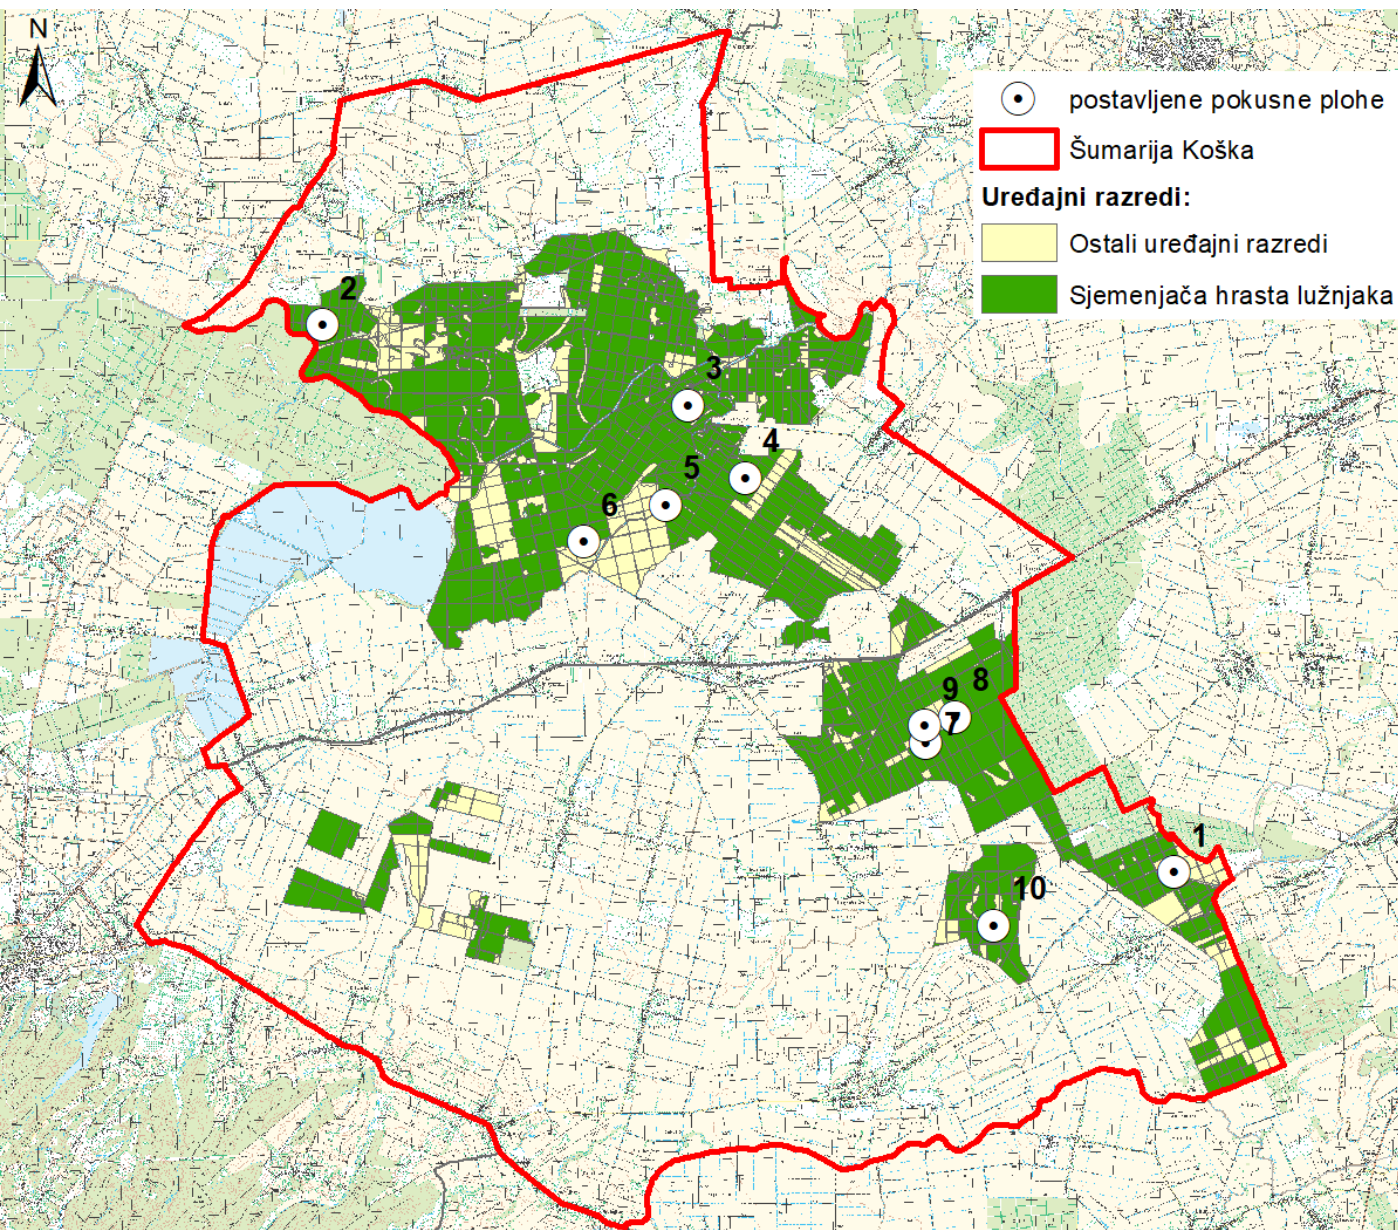 N
postavljene pokusne plohe
Šumarija Koška
Uređajni razredi:
Ostali uređajni razredi
Sjemenjača hrasta lužnjaka
2
3
4
5
6
8
9
7
1
10